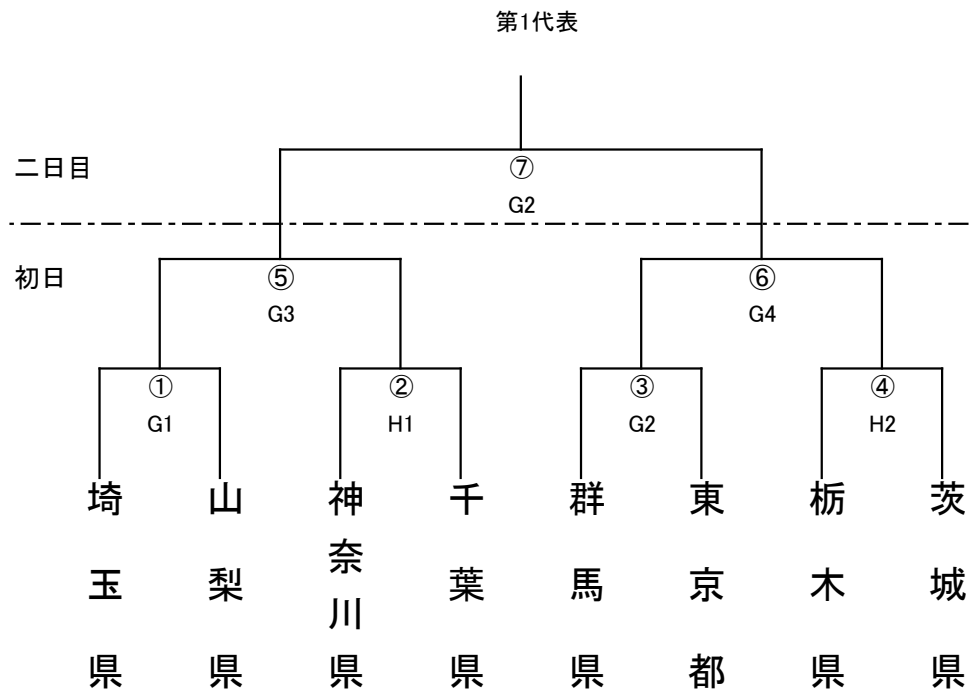 第1代表
二日目
⑦
G2
初日
⑤
G3
⑥
G4
①
G1
②
H1
③
G2
④
H2
埼玉県
山梨県
神奈川県
千葉県
群馬県
東京都
栃木県
茨城県